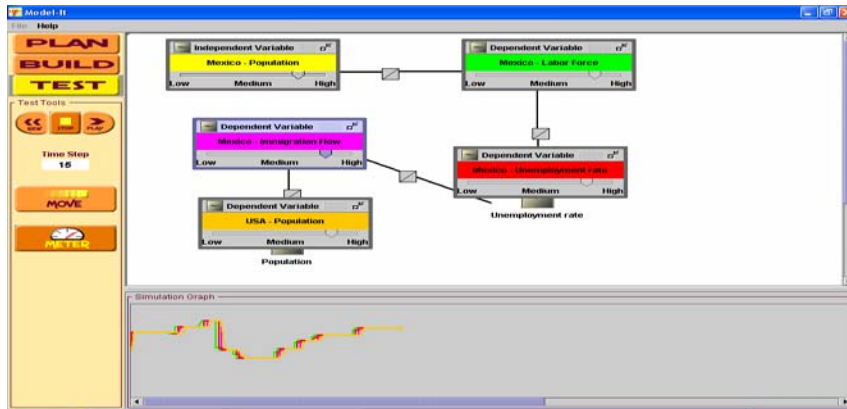 Model-It
File Help
PLAN
BUILD
TEST
Test Tools
STOP PLAY
Time Step
15
STEP
MOVE
METER
Independent Variable
Mexico - Population
Low Medium High
Dependent Variable
Mexico - Labor Force
Low Medium High
Dependent Variable
Mexico - Immigration Flow
Low Medium High
Dependent Variable
Mexico - Unemployment rate
Low Medium High
Unemployment rate
Dependent Variable
USA - Population
Low Medium High
Population
Simulation Graph